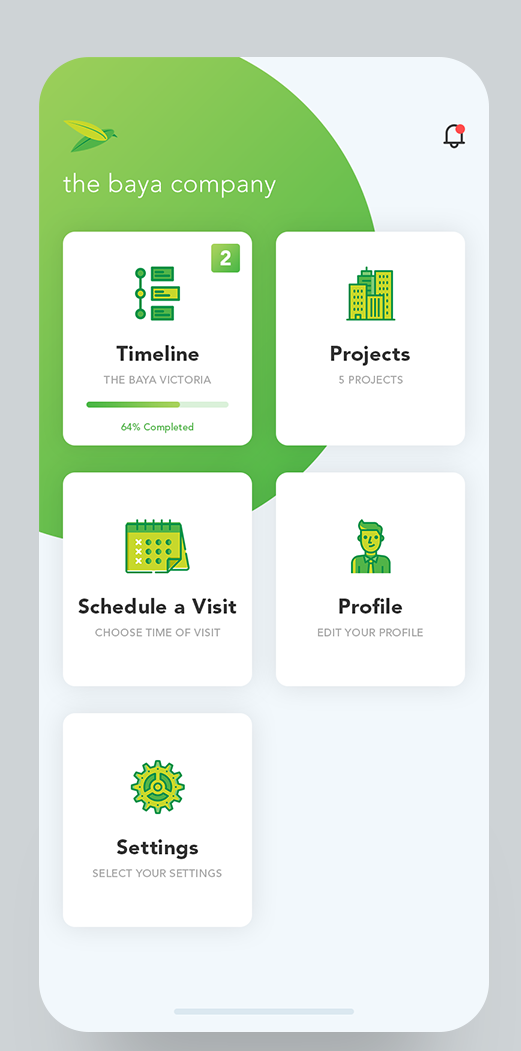 the baya company
2
Timeline
THE BAYA VICTORIA
64% Completed
Projects
5 PROJECTS
Schedule a Visit
CHOOSE TIME OF VISIT
Profile
EDIT YOUR PROFILE
Settings
SELECT YOUR SETTINGS